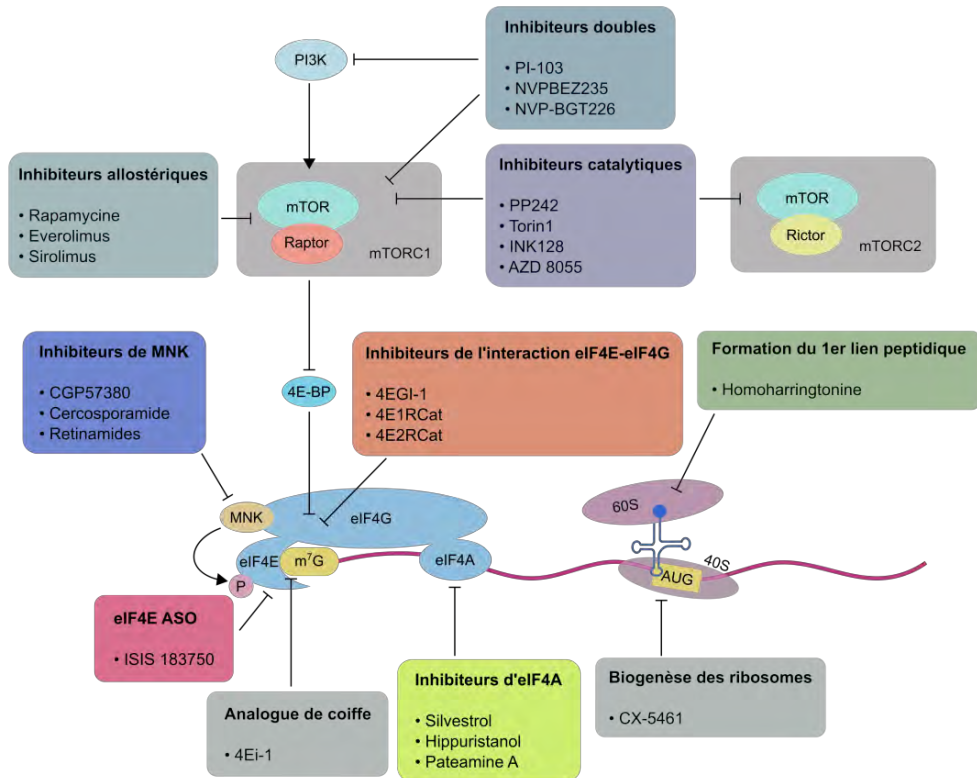 Inhibiteurs doubles
• PI-103
• NVPBEZ235
• NVP-BGT226
PI3K
Inhibiteurs allostériques
• Rapamycine
• Everolimus
• Sirolimus
mTOR
Raptor
mTORC1
Inhibiteurs catalytiques
• PP242
• Torin1
• INK128
• AZD 8055
mTOR
Rictor
mTORC2
Inhibiteurs de MNK
• CGP57380
• Cercosporamide
• Retinamides
4E-BP
Inhibiteurs de l'interaction eIF4E-eIF4G
• 4EGI-1
• 4E1RCat
• 4E2RCat
Formation du 1er lien peptidique
• Homoharringtonine
MNK
eIF4G
60S
eIF4E
m⁷G
eIF4A
40S
AUG
P
eIF4E ASO
• ISIS 183750
Analogue de coiffe
• 4Ei-1
Inhibiteurs d'eIF4A
• Silvestrol
• Hippuristanol
• Pateamine A
Biogenèse des ribosomes
• CX-5461